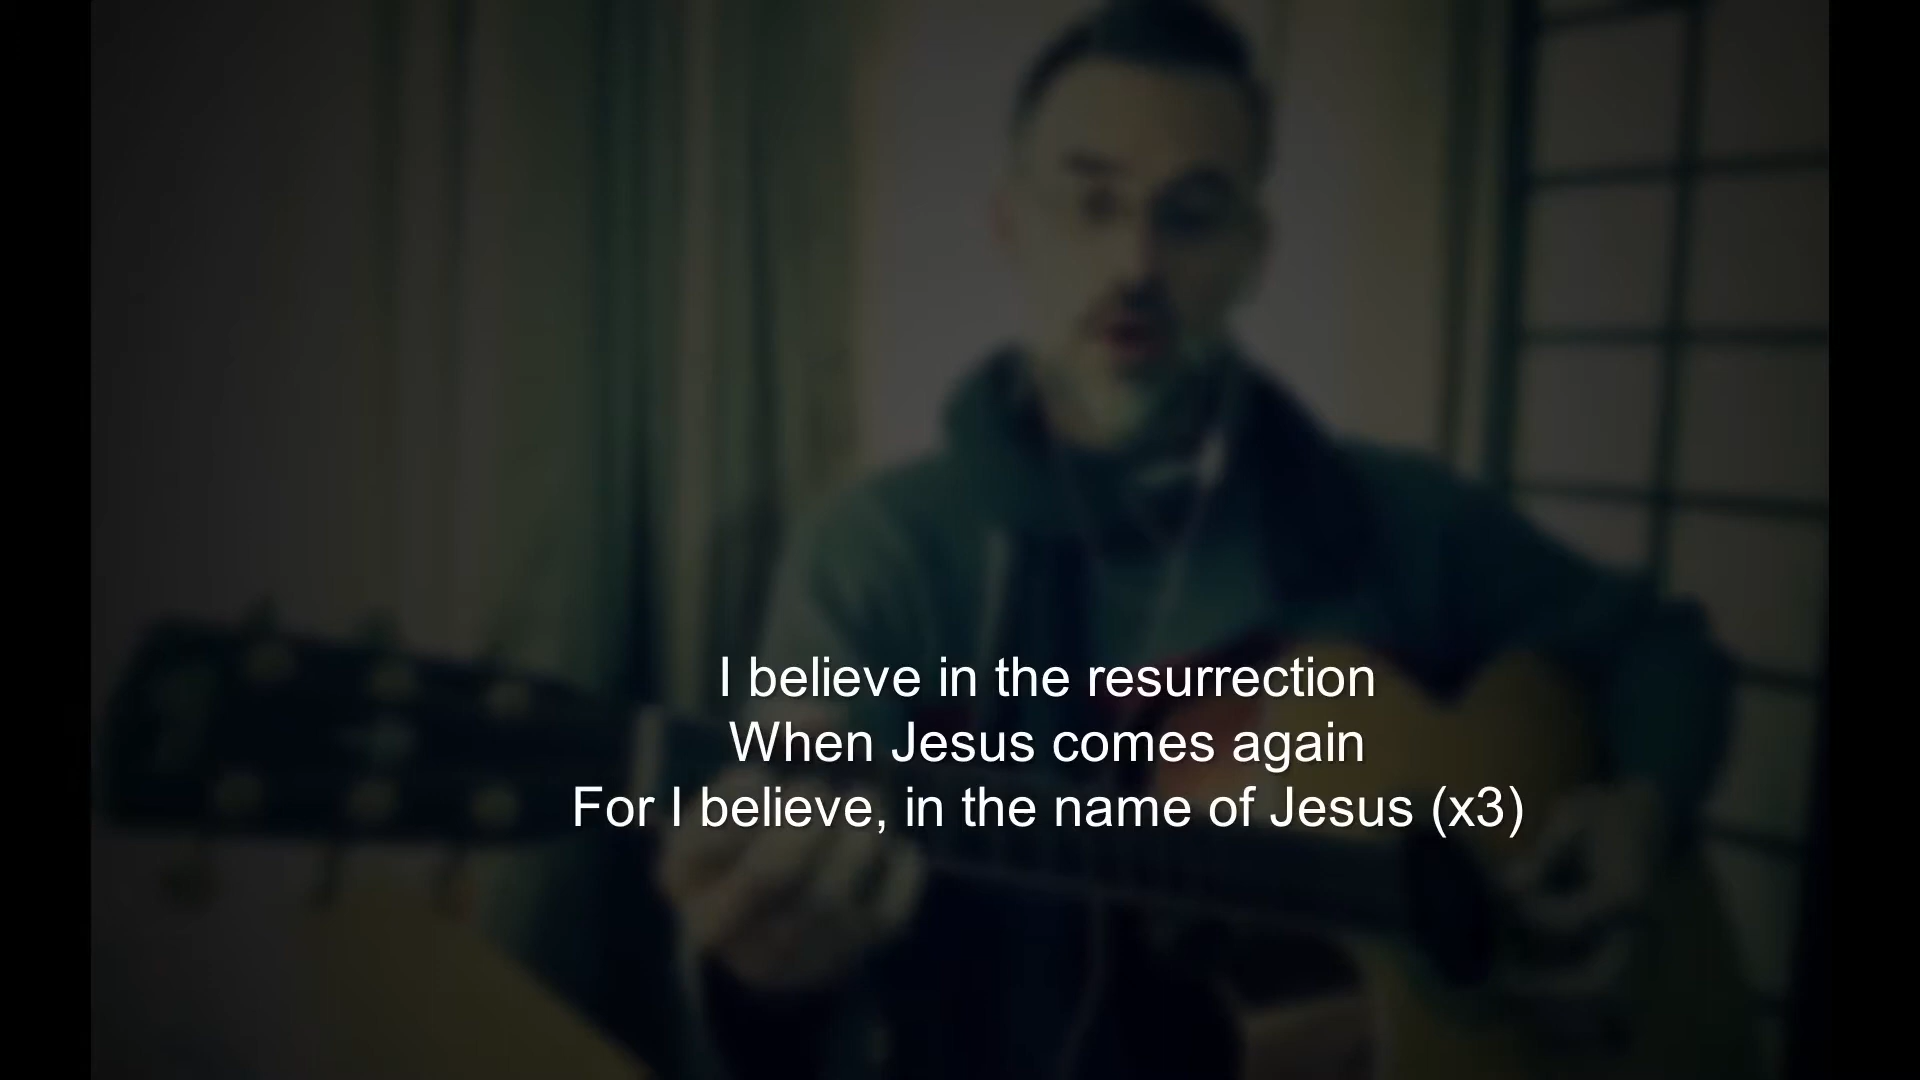 I believe in the resurrection
When Jesus comes again
For I believe, in the name of Jesus (x3)